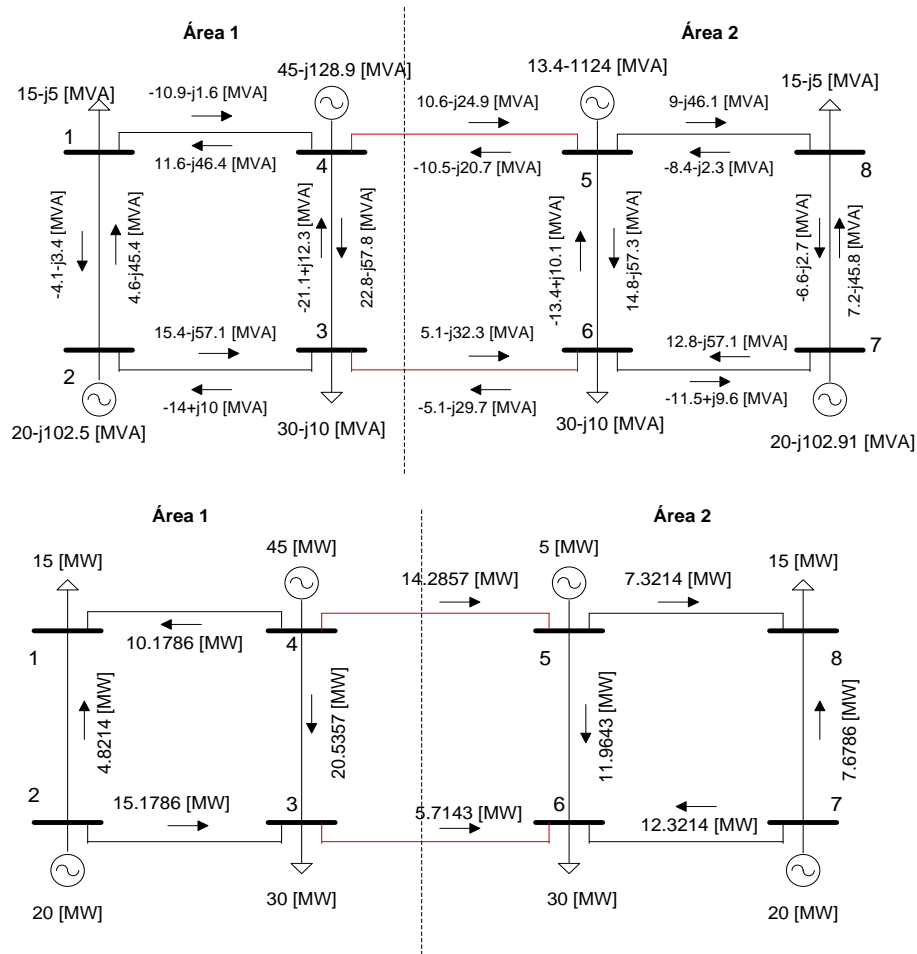 Área 1
Área 2
45-j128.9 [MVA]
13.4-1124 [MVA]
15-j5 [MVA]
15-j5 [MVA]
-10.9-j1.6 [MVA]
10.6-j24.9 [MVA]
9-j46.1 [MVA]
1
11.6-j46.4 [MVA]
4
-10.5-j20.7 [MVA]
5
-8.4-j2.3 [MVA]
8
-4.1-j3.4 [MVA]
4.6-j45.4 [MVA]
-21.1+j12.3 [MVA]
22.8-j57.8 [MVA]
-13.4+j10.1 [MVA]
14.8-j57.3 [MVA]
-6.6-j2.7 [MVA]
7.2-j45.8 [MVA]
15.4-j57.1 [MVA]
3
5.1-j32.3 [MVA]
6
12.8-j57.1 [MVA]
7
2
-14+j10 [MVA]
-5.1-j29.7 [MVA]
-11.5+j9.6 [MVA]
20-j102.5 [MVA]
30-j10 [MVA]
30-j10 [MVA]
20-j102.91 [MVA]
Área 1
Área 2
15 [MW]
45 [MW]
5 [MW]
15 [MW]
14.2857 [MW]
7.3214 [MW]
1
10.1786 [MW]
4
5
8
4.8214 [MW]
20.5357 [MW]
11.9643 [MW]
7.6786 [MW]
2
15.1786 [MW]
3
5.7143 [MW]
6
12.3214 [MW]
7
20 [MW]
30 [MW]
30 [MW]
20 [MW]